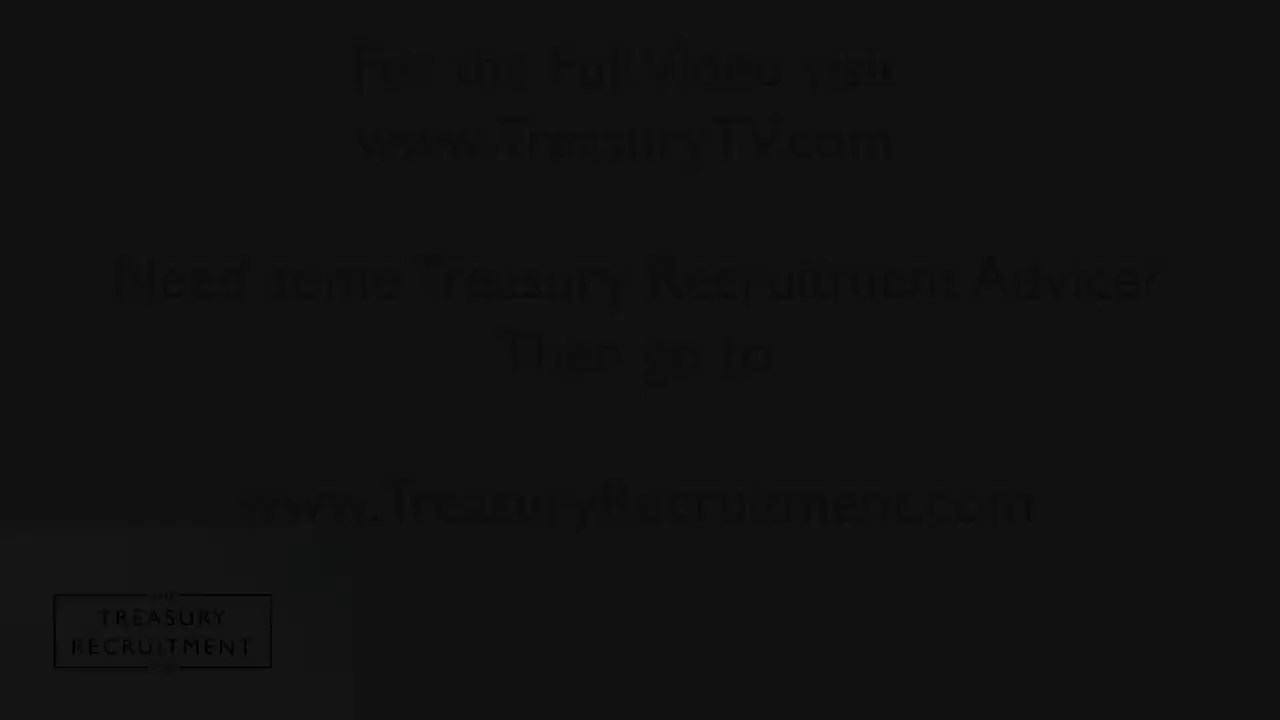 For the Full Video visit
www.TreasuryTV.com
Need some Treasury Recruitment Advice?
Then go to
www.TreasuryRecruitment.com
THE
TREASURY
RECRUITMENT